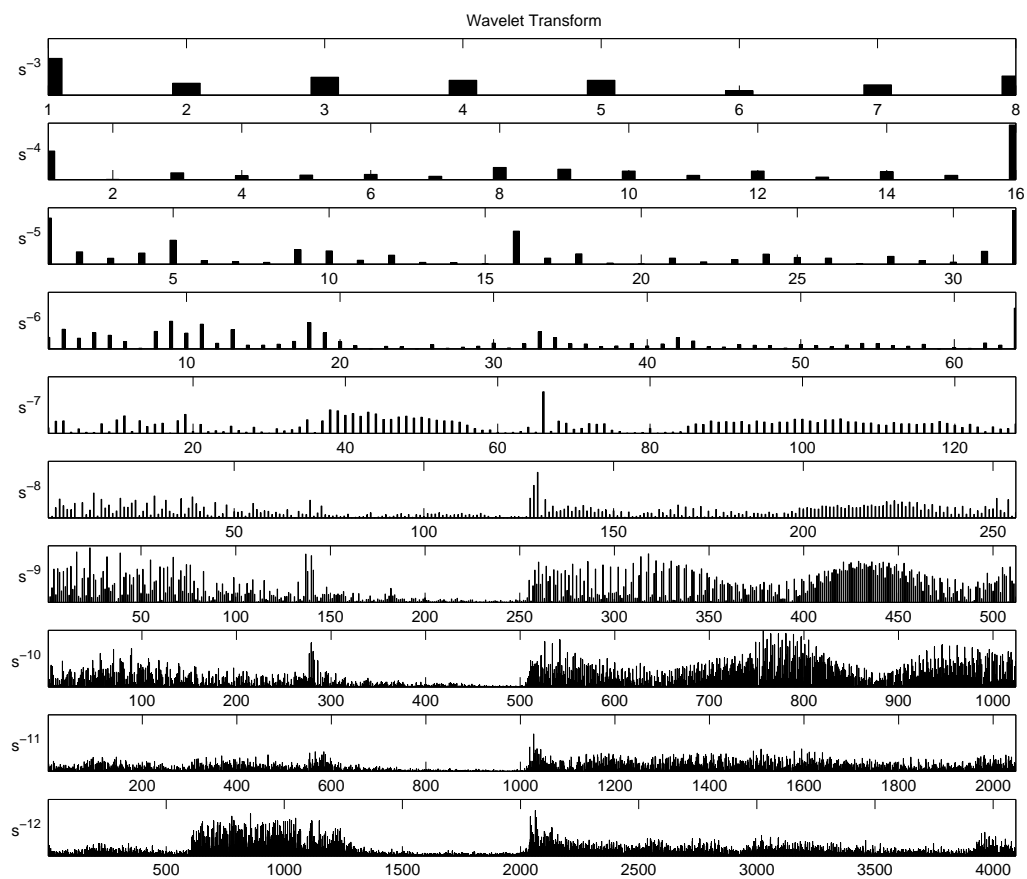 Wavelet Transform
s⁻³
1 2 3 4 5 6 7 8
s⁻⁴
2 4 6 8 10 12 14 16
s⁻⁵
5 10 15 20 25 30
s⁻⁶
10 20 30 40 50 60
s⁻⁷
20 40 60 80 100 120
s⁻⁸
50 100 150 200 250
s⁻⁹
50 100 150 200 250 300 350 400 450 500
s⁻¹⁰
100 200 300 400 500 600 700 800 900 1000
s⁻¹¹
200 400 600 800 1000 1200 1400 1600 1800 2000
s⁻¹²
500 1000 1500 2000 2500 3000 3500 4000